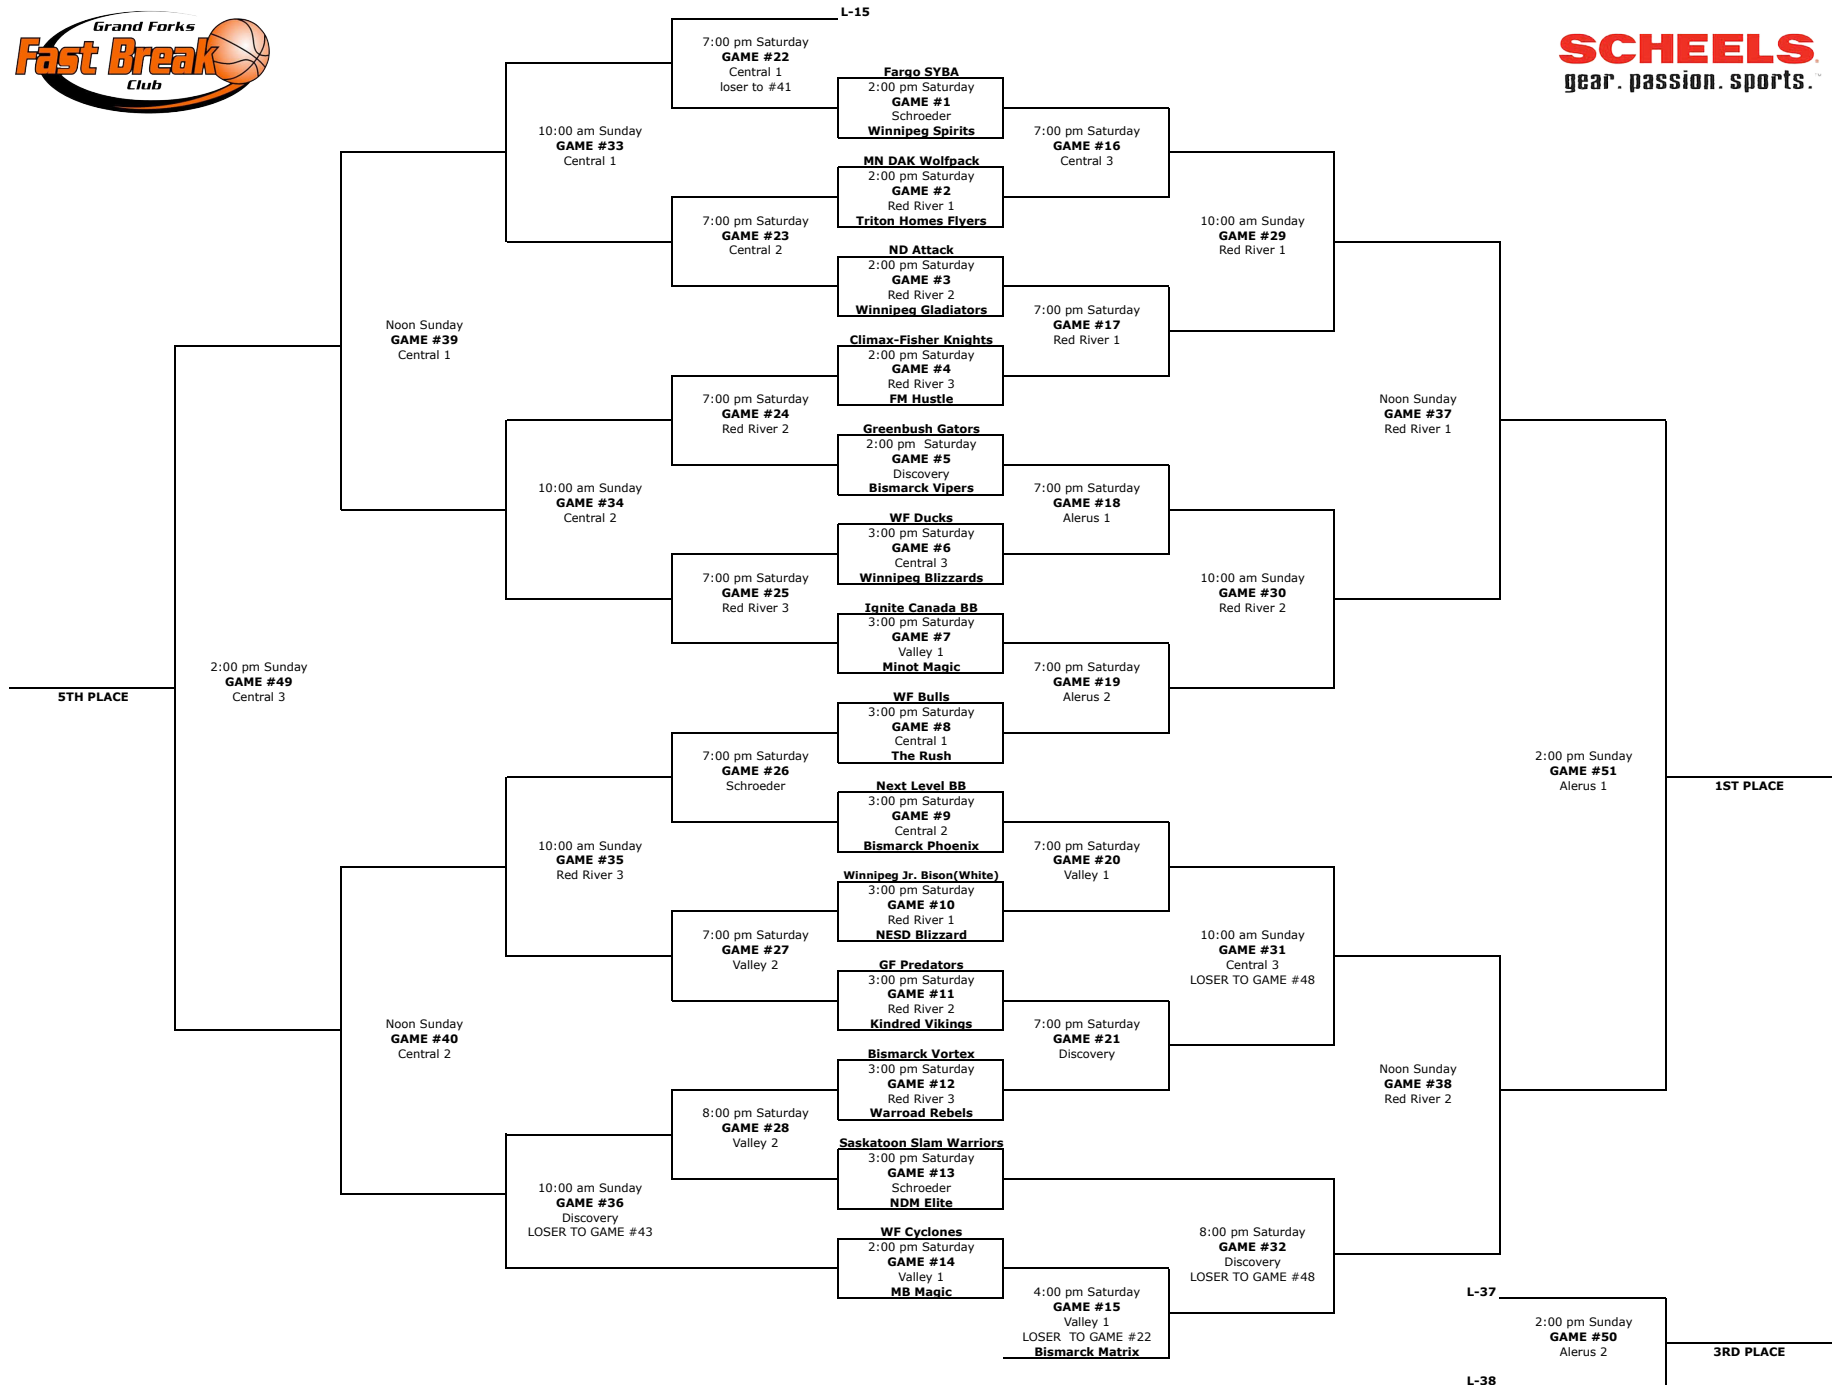 Grand Forks
Fast Break
Club
SCHEELS
gear. passion. sports.
L-15
7:00 pm Saturday
GAME #22
Central 1
loser to #41
Fargo SYBA
2:00 pm Saturday
GAME #1
Schroeder
Winnipeg Spirits
10:00 am Sunday
GAME #33
Central 1
7:00 pm Saturday
GAME #16
Central 3
MN DAK Wolfpack
2:00 pm Saturday
GAME #2
Red River 1
Triton Homes Flyers
7:00 pm Saturday
GAME #23
Central 2
10:00 am Sunday
GAME #29
Red River 1
ND Attack
2:00 pm Saturday
GAME #3
Red River 2
Winnipeg Gladiators
Noon Sunday
GAME #39
Central 1
7:00 pm Saturday
GAME #17
Red River 1
Climax-Fisher Knights
2:00 pm Saturday
GAME #4
Red River 3
FM Hustle
7:00 pm Saturday
GAME #24
Red River 2
Noon Sunday
GAME #37
Red River 1
Greenbush Gators
2:00 pm  Saturday
GAME #5
Discovery
Bismarck Vipers
10:00 am Sunday
GAME #34
Central 2
7:00 pm Saturday
GAME #18
Alerus 1
WF Ducks
3:00 pm Saturday
GAME #6
Central 3
Winnipeg Blizzards
7:00 pm Saturday
GAME #25
Red River 3
10:00 am Sunday
GAME #30
Red River 2
Ignite Canada BB
3:00 pm Saturday
GAME #7
Valley 1
Minot Magic
2:00 pm Sunday
GAME #49
Central 3
5TH PLACE
7:00 pm Saturday
GAME #19
Alerus 2
WF Bulls
3:00 pm Saturday
GAME #8
Central 1
The Rush
7:00 pm Saturday
GAME #26
Schroeder
2:00 pm Sunday
GAME #51
Alerus 1
1ST PLACE
Next Level BB
3:00 pm Saturday
GAME #9
Central 2
Bismarck Phoenix
10:00 am Sunday
GAME #35
Red River 3
7:00 pm Saturday
GAME #20
Valley 1
Winnipeg Jr. Bison(White)
3:00 pm Saturday
GAME #10
Red River 1
NESD Blizzard
7:00 pm Saturday
GAME #27
Valley 2
10:00 am Sunday
GAME #31
Central 3
LOSER TO GAME #48
GF Predators
3:00 pm Saturday
GAME #11
Red River 2
Kindred Vikings
Noon Sunday
GAME #40
Central 2
7:00 pm Saturday
GAME #21
Discovery
Bismarck Vortex
3:00 pm Saturday
GAME #12
Red River 3
Warroad Rebels
Noon Sunday
GAME #38
Red River 2
8:00 pm Saturday
GAME #28
Valley 2
Saskatoon Slam Warriors
3:00 pm Saturday
GAME #13
Schroeder
NDM Elite
10:00 am Sunday
GAME #36
Discovery
LOSER TO GAME #43
WF Cyclones
2:00 pm Saturday
GAME #14
Valley 1
MB Magic
8:00 pm Saturday
GAME #32
Discovery
LOSER TO GAME #48
4:00 pm Saturday
GAME #15
Valley 1
LOSER  TO GAME #22
Bismarck Matrix
L-37
2:00 pm Sunday
GAME #50
Alerus 2
3RD PLACE
L-38